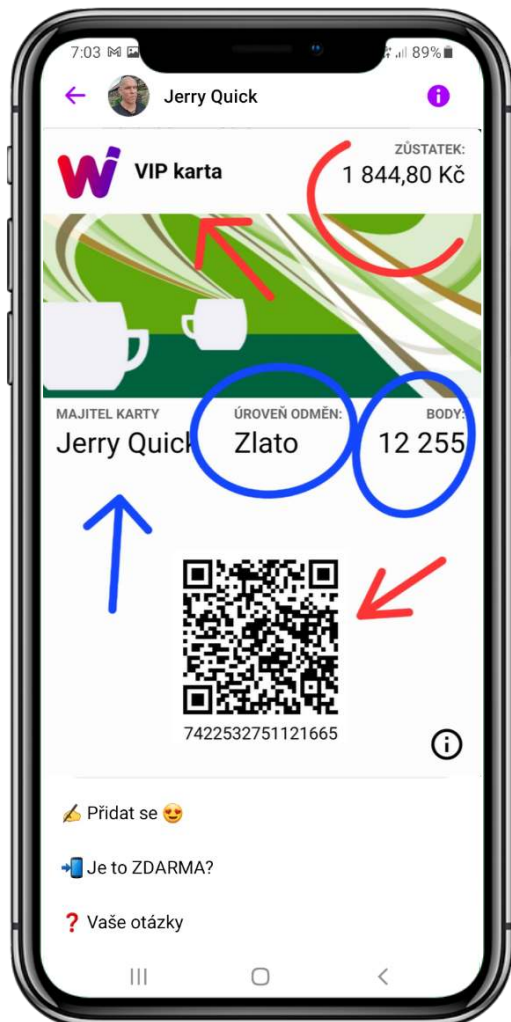 7:03 89%
Jerry Quick
VIP karta
ZŮSTATEK:
1 844,80 Kč
MAJITEL KARTY
Jerry Quick
ÚROVEŇ ODMĚN:
Zlato
BODY:
12 255
7422532751121665
Přidat se
Je to ZDARMA?
Vaše otázky